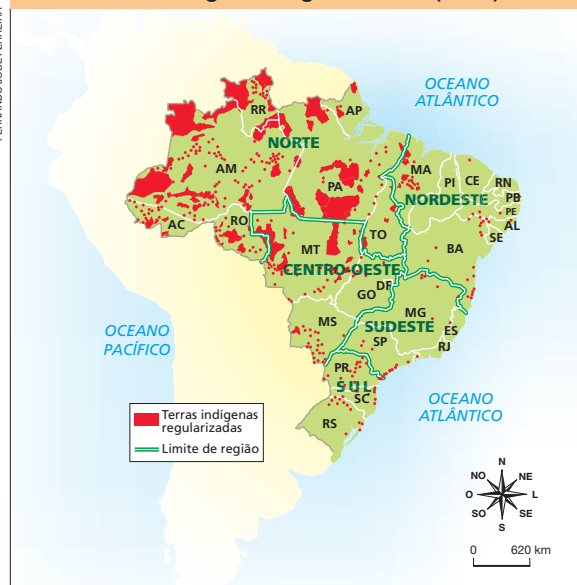 OCEANO
ATLÂNTICO
RR
AP
NORTE
AM
PA
MA
CE
PI
RN
NORDESTE
PB
PE
AL
SE
AC
RO
TO
BA
MT
CENTRO-OESTE
DF
GO
MG
MS
SUDESTE
ES
SP
RJ
OCEANO
PACÍFICO
PR
SUL
SC
RS
OCEANO
ATLÂNTICO
Terras indígenas
regularizadas
Limite de região
N
NO NE
O L
SO SE
S
0 620 km